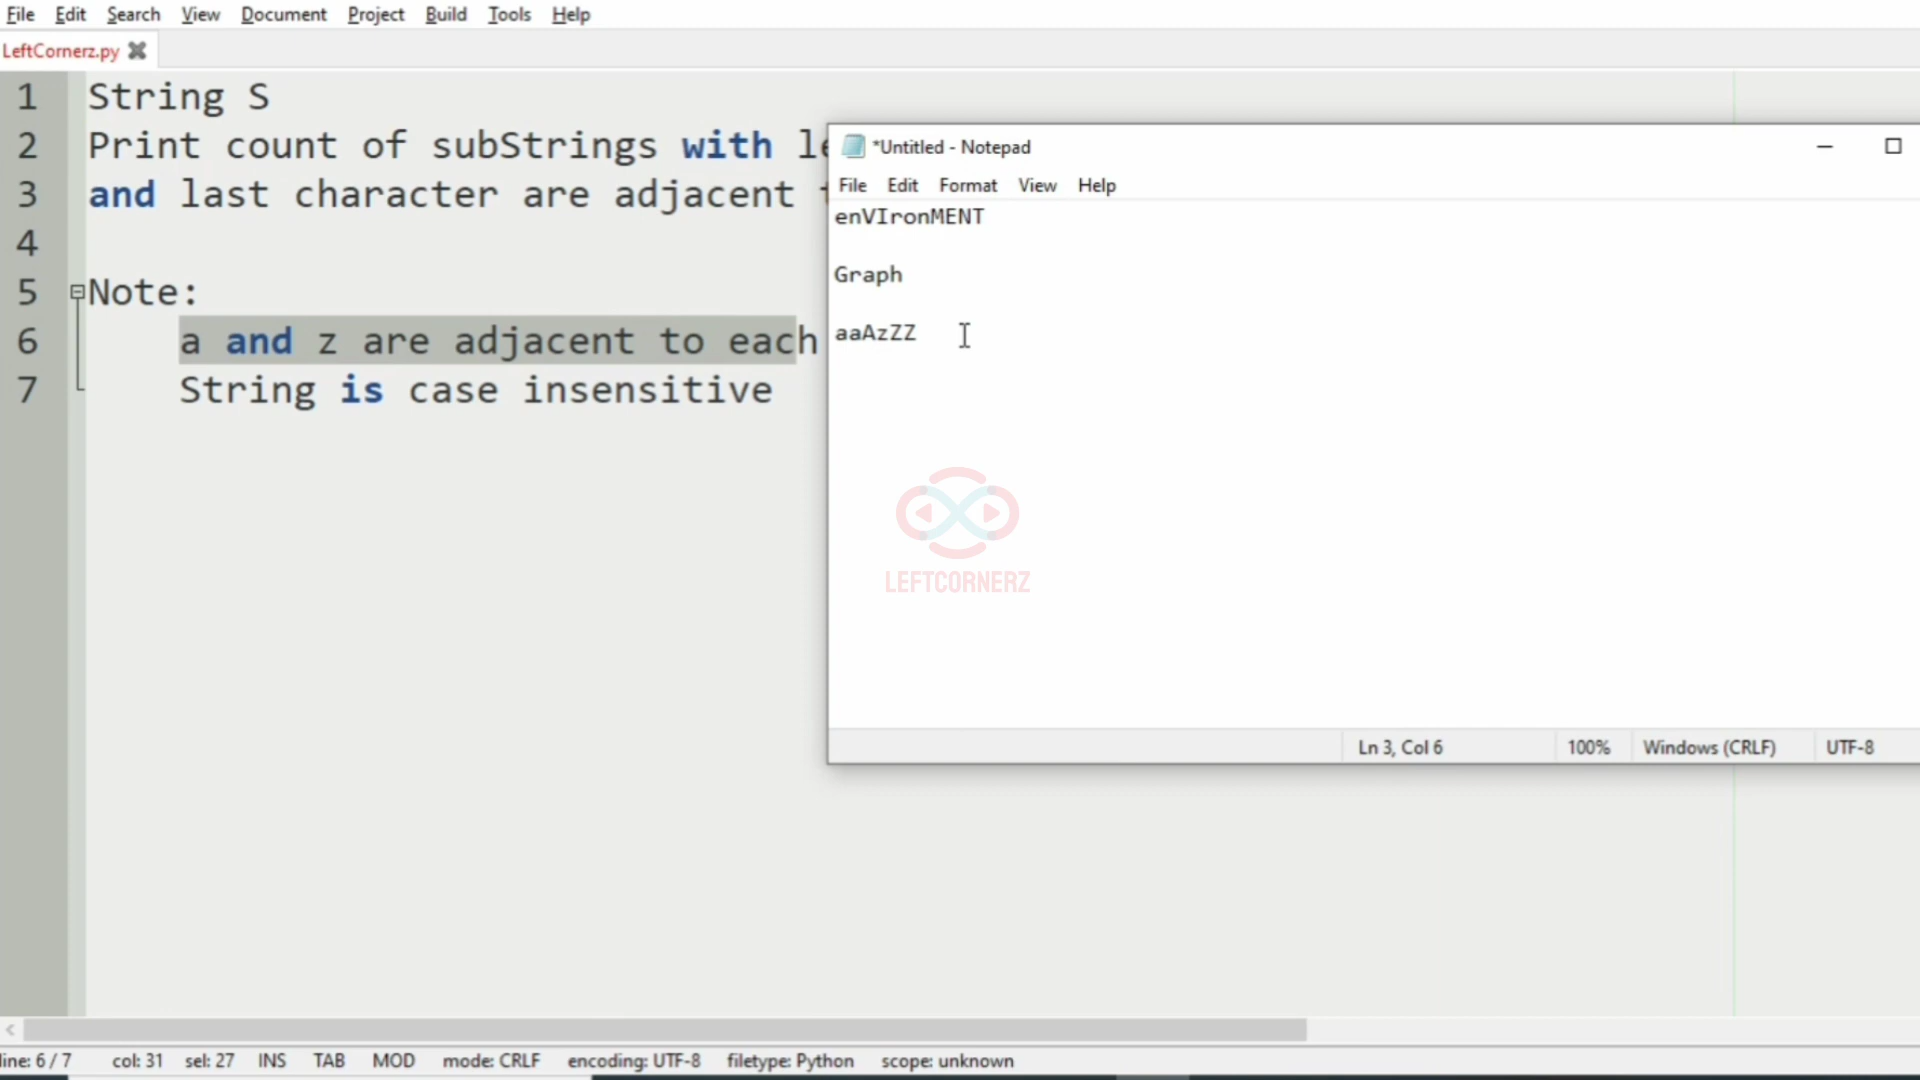 File Edit Search View Document Project Build Tools Help
LeftCornerz.py
1 String S
2 Print count of subStrings with
3 and last character are adjacent
4
5 Note:
6 a and z are adjacent to each
7 String is case insensitive
*Untitled - Notepad
File Edit Format View Help
enVIronMENT
Graph
aaAzZZ
LEFTCORNERZ
Ln 3, Col 6 100% Windows (CRLF) UTF-8
line: 6 / 7 col: 31 sel: 27 INS TAB MOD mode: CRLF encoding: UTF-8 filetype: Python scope: unknown